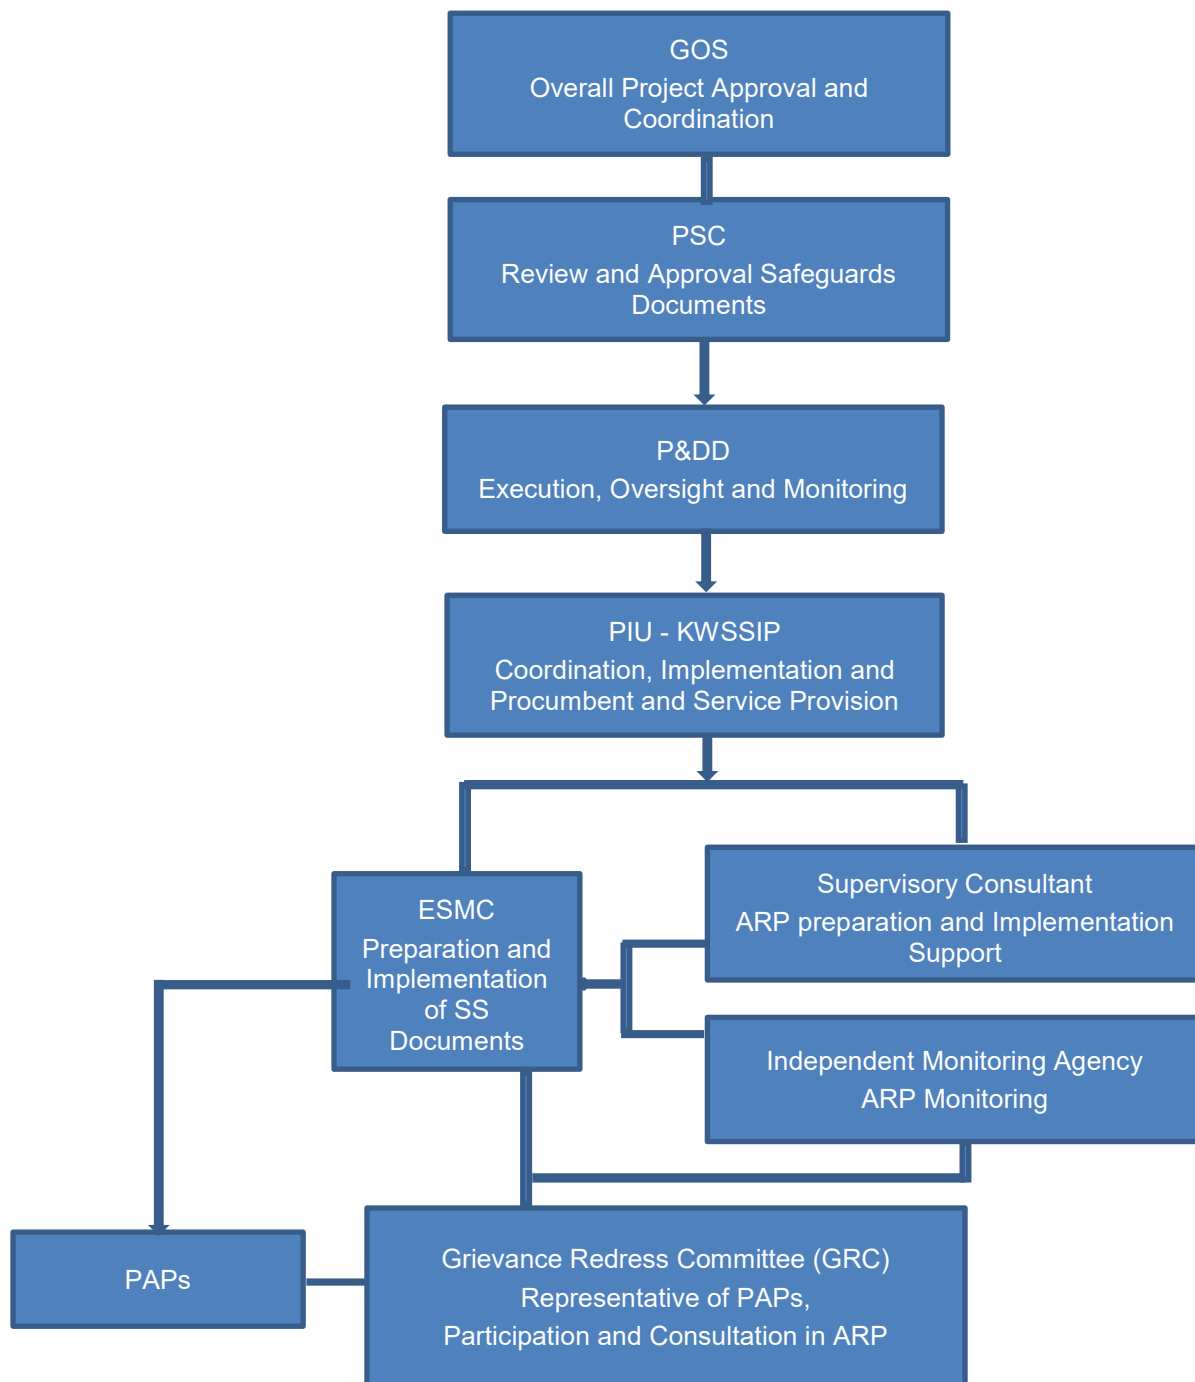 GOS
Overall Project Approval and
Coordination
PSC
Review and Approval Safeguards
Documents
P&DD
Execution, Oversight and Monitoring
PIU - KWSSIP
Coordination, Implementation and
Procumbent and Service Provision
ESMC
Preparation and
Implementation
of SS
Documents
Supervisory Consultant
ARP preparation and Implementation
Support
Independent Monitoring Agency
ARP Monitoring
PAPs
Grievance Redress Committee (GRC)
Representative of PAPs,
Participation and Consultation in ARP